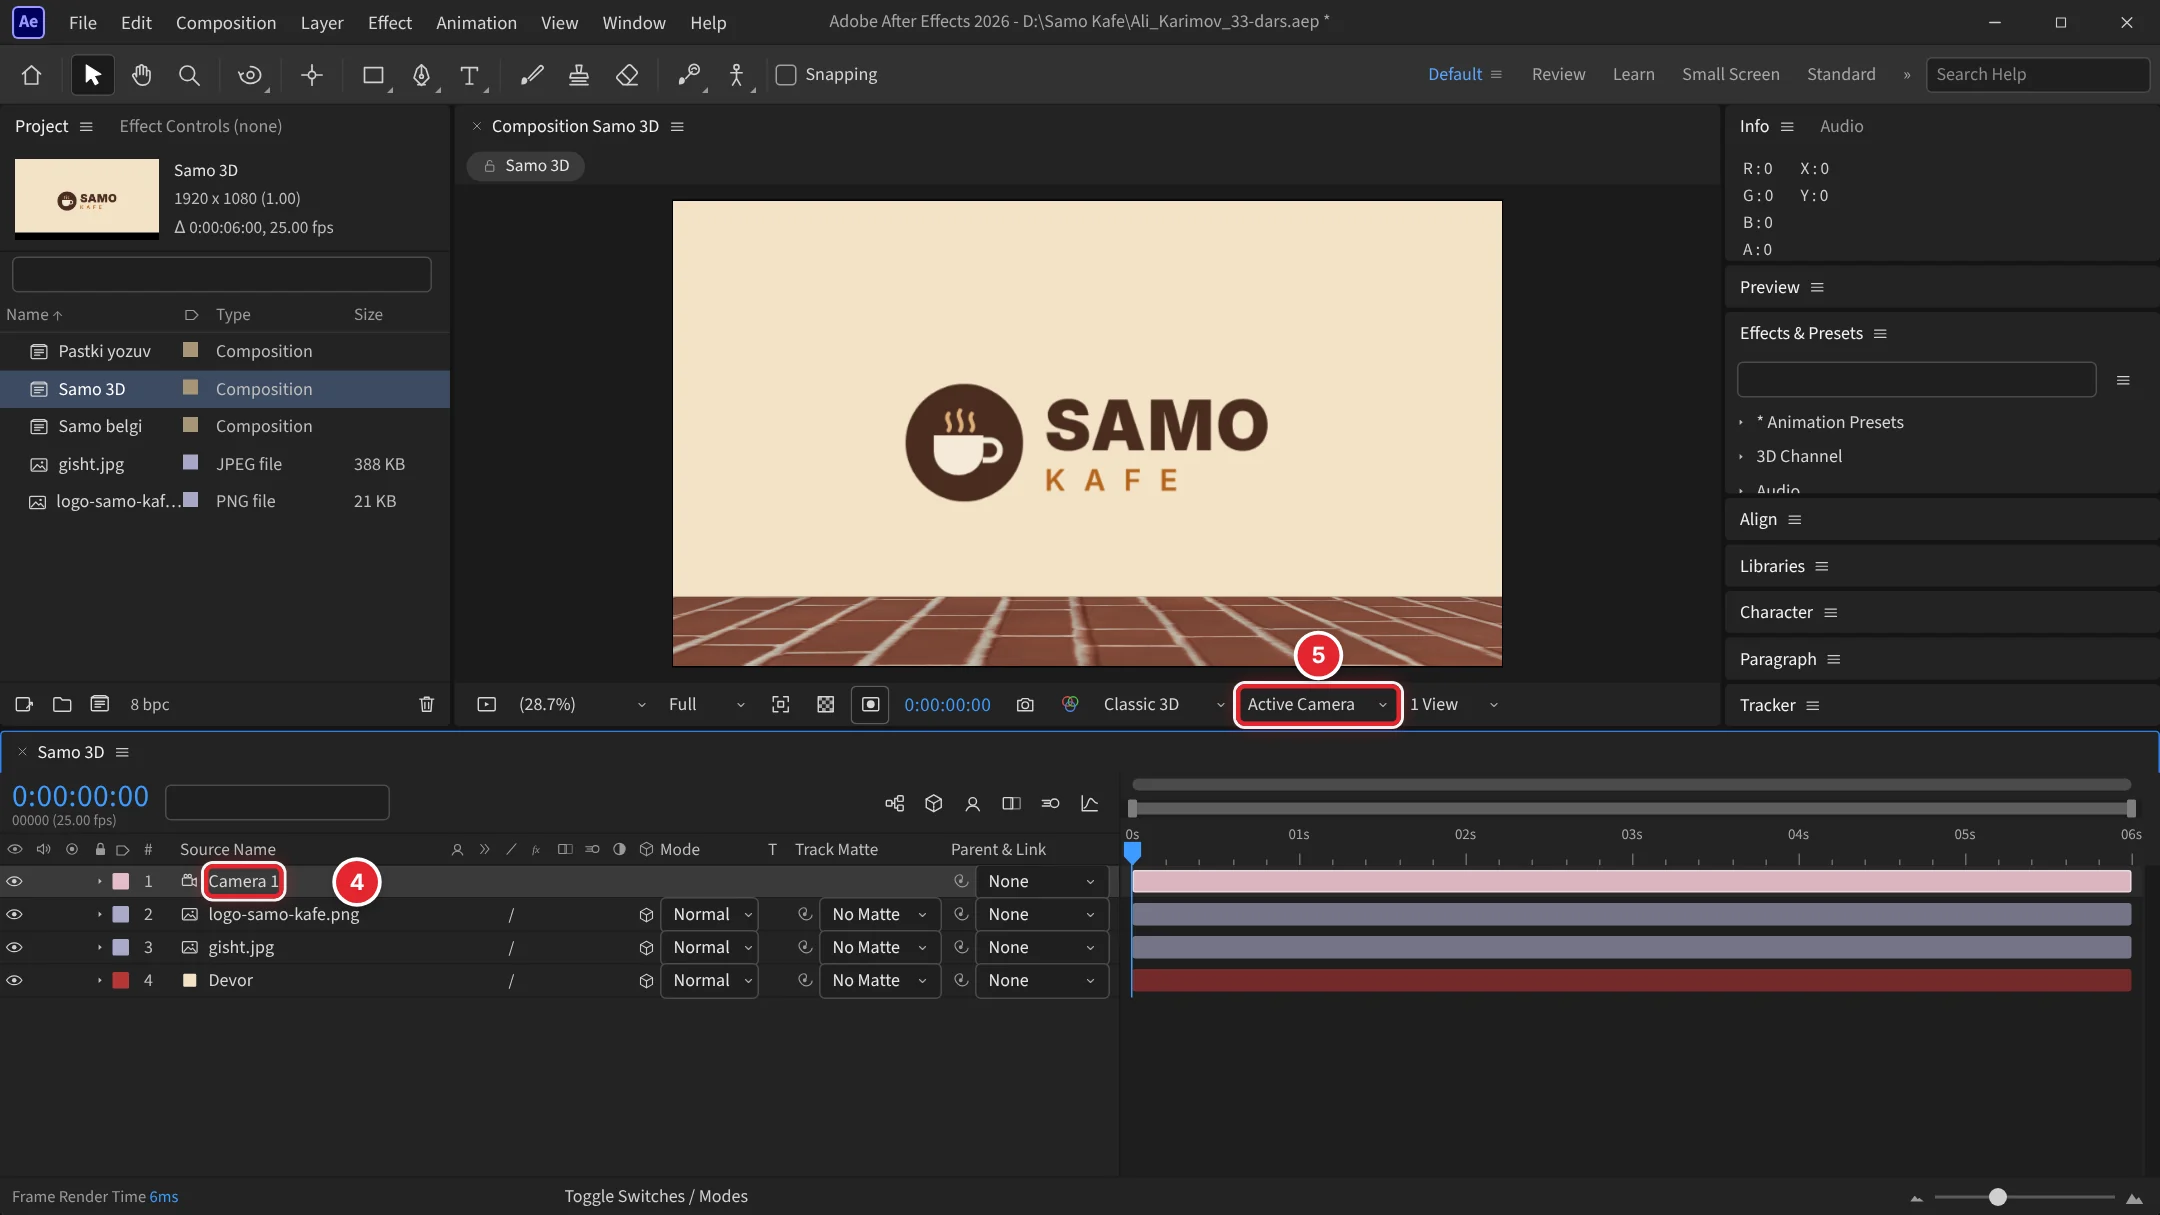 Ae File Edit Composition Layer Effect Animation View Window Help Adobe After Effects 2026 - D:\Samo Kafe\Ali_Karimov_33-dars.aep *
Snapping Default Review Learn Small Screen Standard » Search Help
Project Effect Controls (none)
Samo 3D
1920 x 1080 (1.00)
Δ 0:00:06:00, 25.00 fps
SAMO
KAFE
Name Type Size
Pastki yozuv Composition
Samo 3D Composition
Samo belgi Composition
gisht.jpg JPEG file 388 KB
logo-samo-kaf... PNG file 21 KB
8 bpc
Composition Samo 3D
Samo 3D
SAMO
KAFE
5
(28.7%) Full 0:00:00:00 Classic 3D Active Camera 1 View
Info Audio
R : 0 X : 0
G : 0 Y : 0
B : 0
A : 0
Preview
Effects & Presets
* Animation Presets
3D Channel
Audio
Align
Libraries
Character
Paragraph
Tracker
Samo 3D
0:00:00:00
00000 (25.00 fps)
# Source Name fx Mode T Track Matte Parent & Link
0s 01s 02s 03s 04s 05s 06s
1 Camera 1 4 None
2 logo-samo-kafe.png Normal No Matte None
3 gisht.jpg Normal No Matte None
4 Devor Normal No Matte None
Frame Render Time 6ms Toggle Switches / Modes